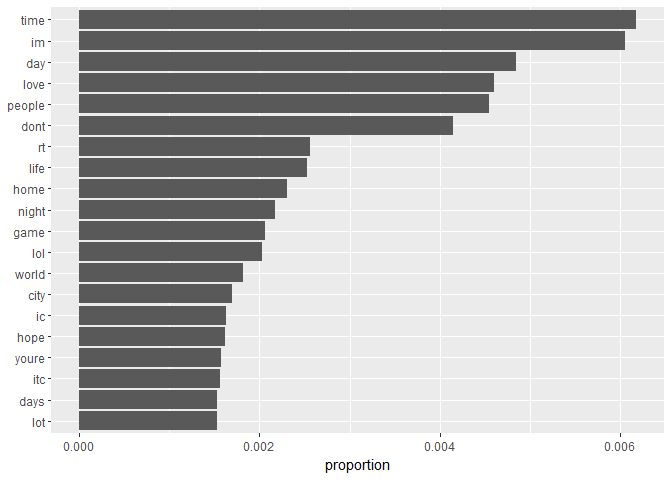 time
im
day
love
people
dont
rt
life
home
night
game
lol
world
city
ic
hope
youre
itc
days
lot
0.000 0.002 0.004 0.006
proportion